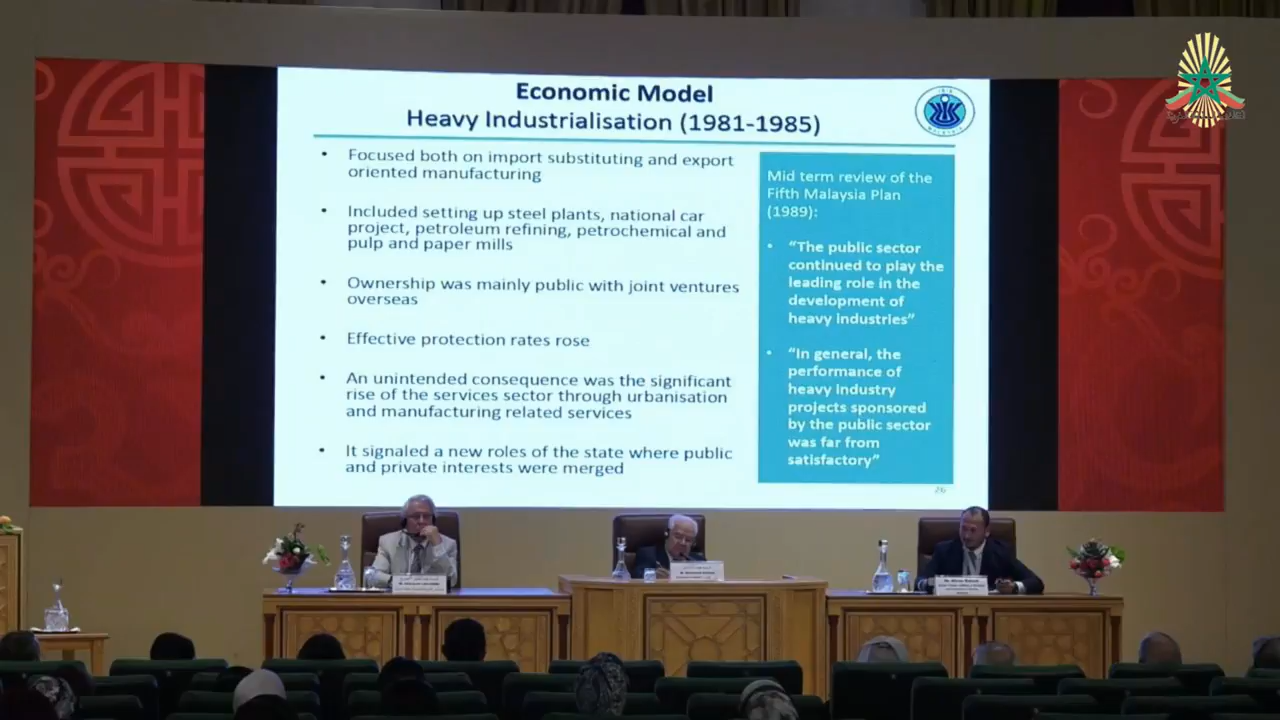 Economic Model
Heavy Industrialisation (1981-1985)
• Focused both on import substituting and export
oriented manufacturing
• Included setting up steel plants, national car
project, petroleum refining, petrochemical and
pulp and paper mills
• Ownership was mainly public with joint ventures
overseas
• Effective protection rates rose
• An unintended consequence was the significant
rise of the services sector through urbanisation
and manufacturing related services
• It signaled a new roles of the state where public
and private interests were merged
Mid term review of the
Fifth Malaysia Plan
(1989):
• “The public sector
continued to play the
leading role in the
development of
heavy industries”
• “In general, the
performance of
heavy industry
projects sponsored
by the public sector
was far from
satisfactory”
26